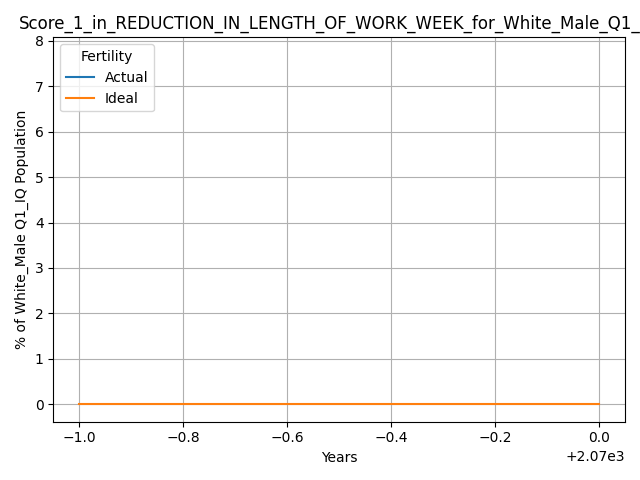 Score_1_in_REDUCTION_IN_LENGTH_OF_WORK_WEEK_for_White_Male_Q1_
8
7
6
5
4
3
2
1
0
% of White_Male Q1_IQ Population
Fertility
Actual
Ideal
−1.0 −0.8 −0.6 −0.4 −0.2 0.0
+2.07e3
Years